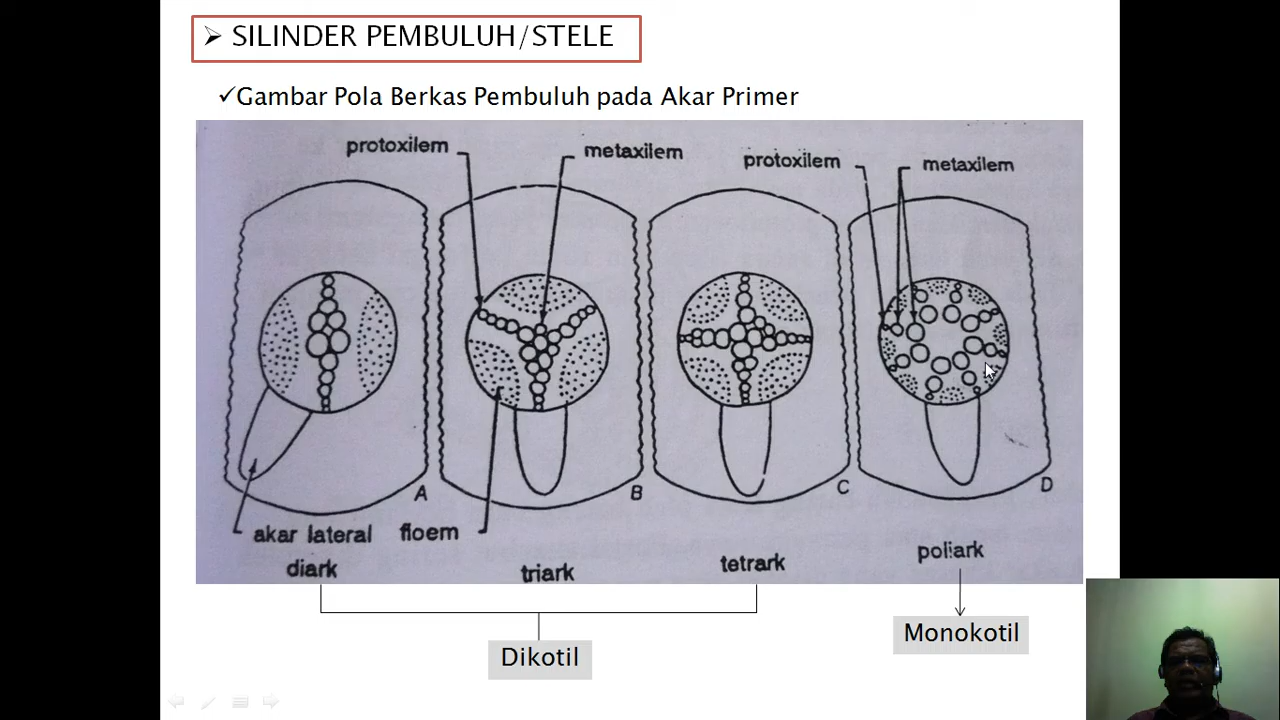 ➢ SILINDER PEMBULUH/STELE
✓Gambar Pola Berkas Pembuluh pada Akar Primer
protoxilem metaxilem protoxilem metaxilem
A B C D
akar lateral floem
diark triark tetrark poliark
Dikotil Monokotil